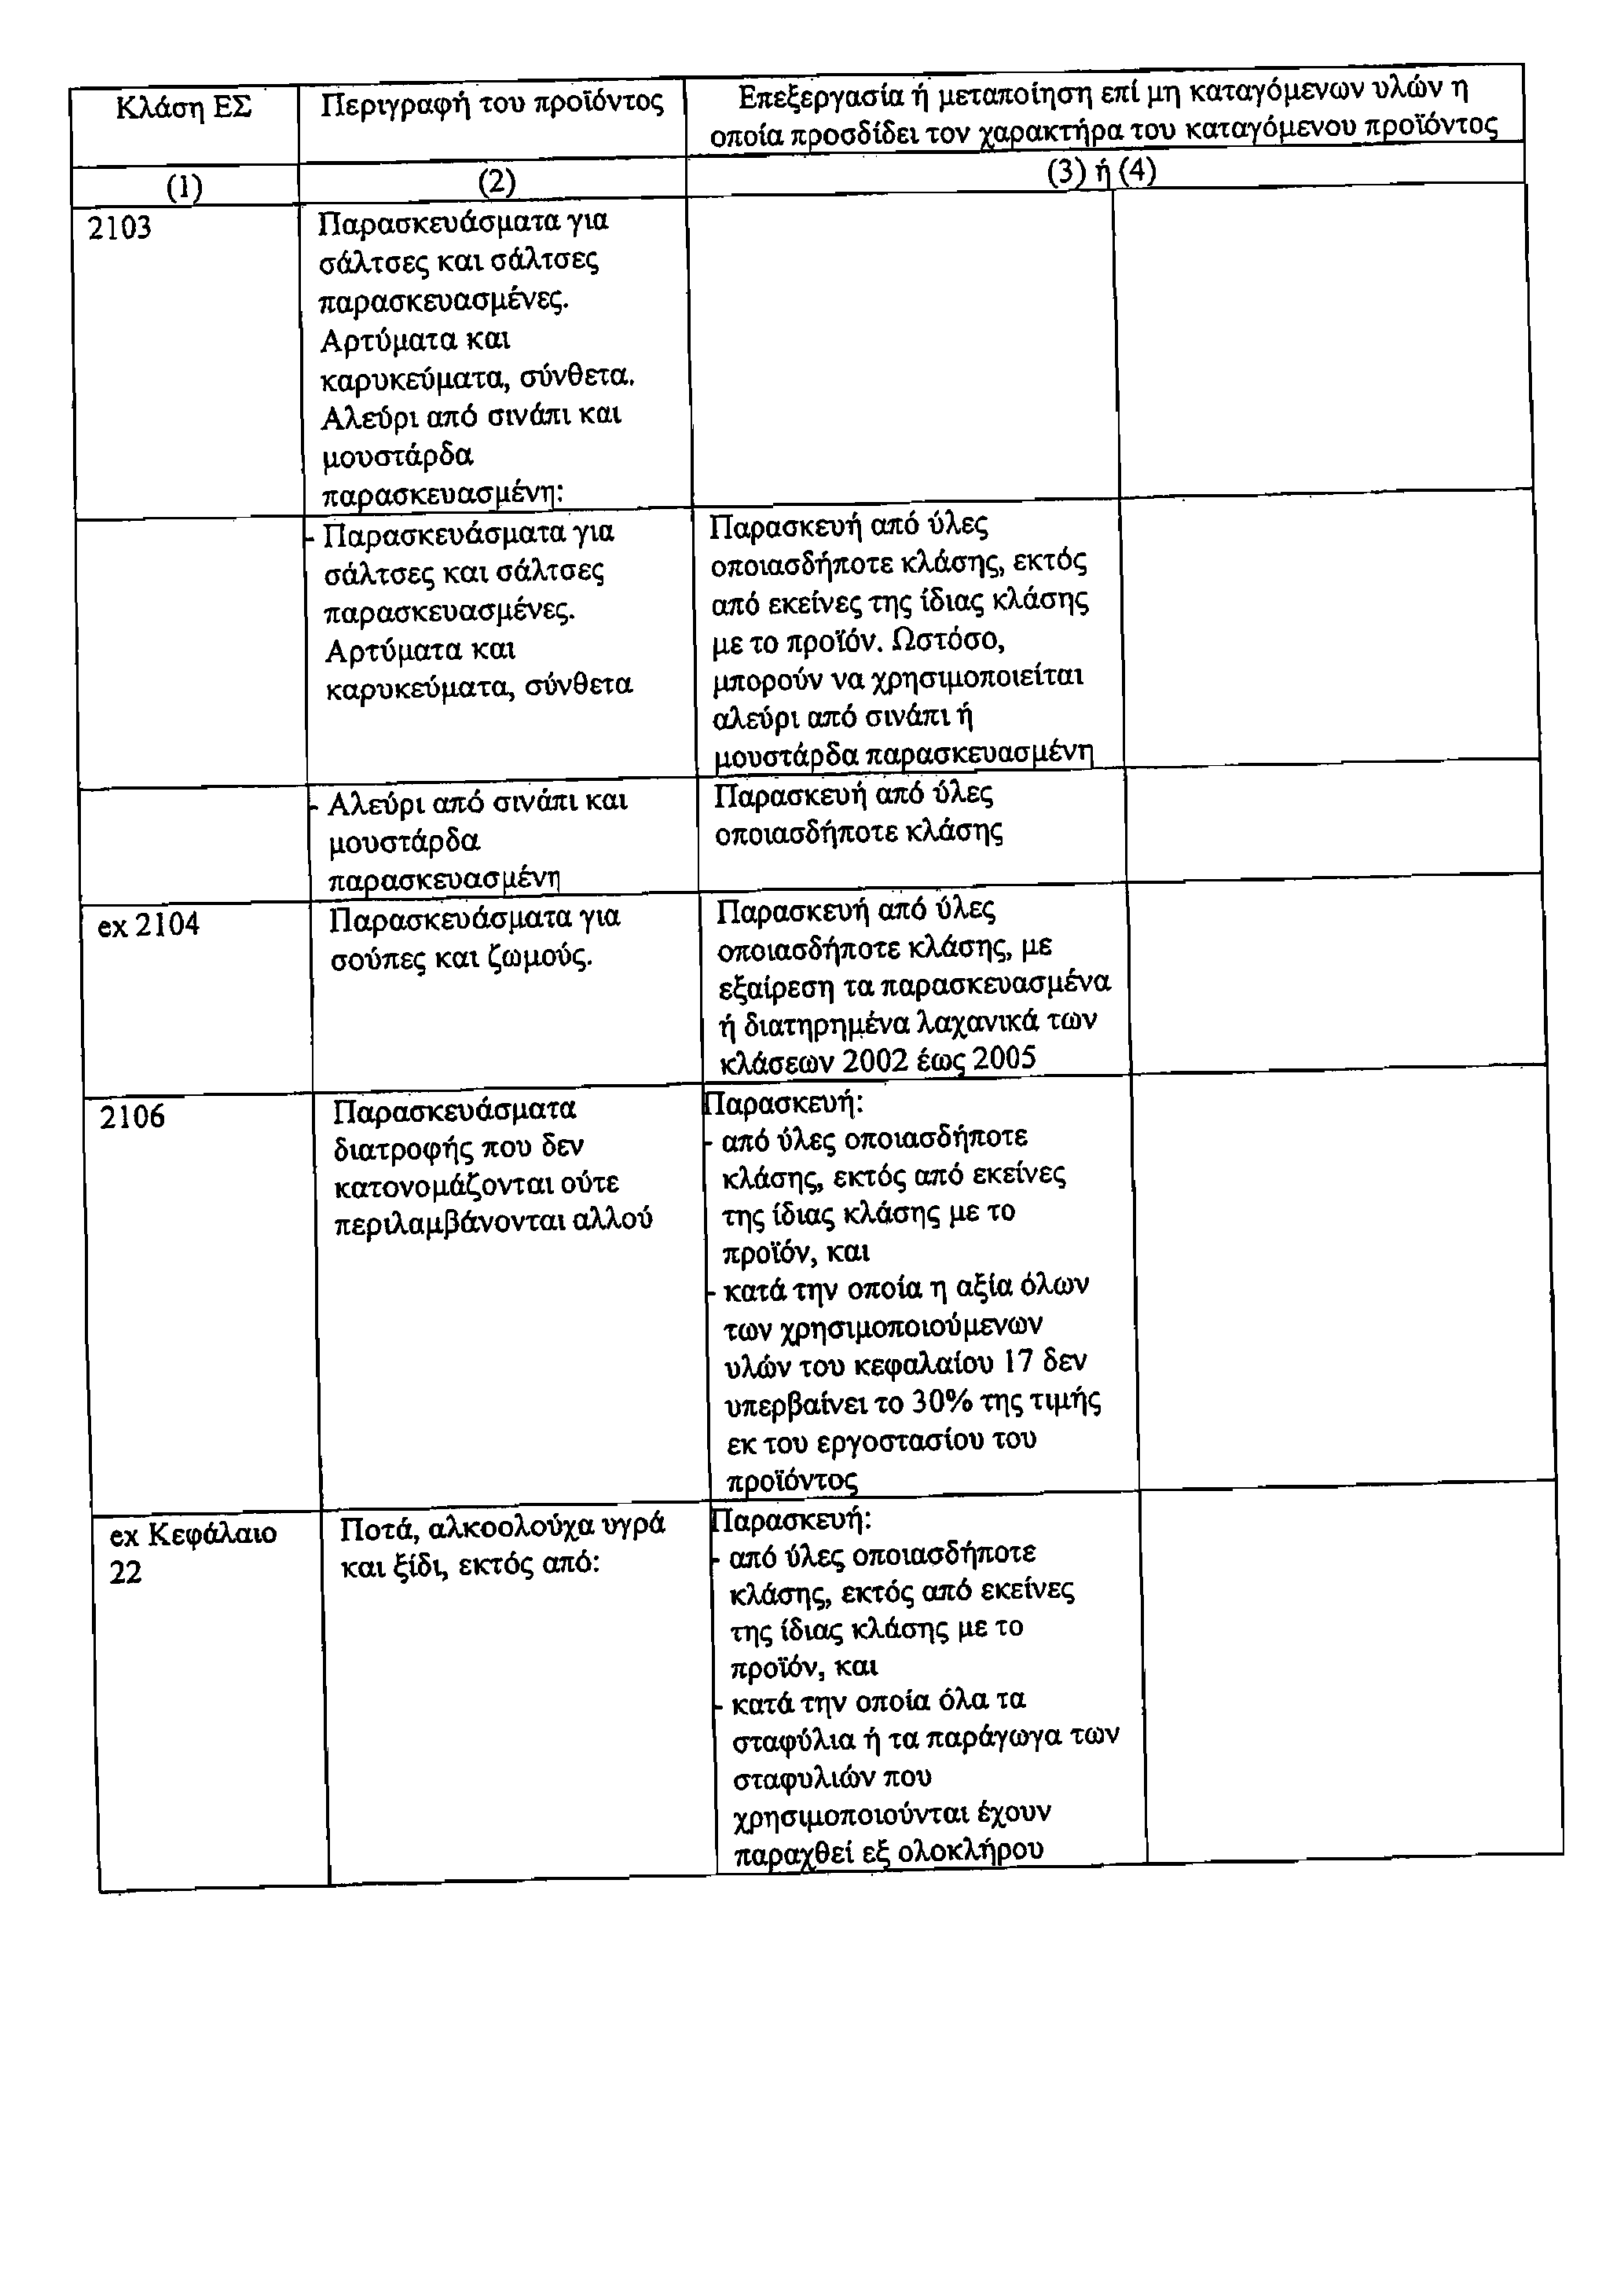 Κλάση ΕΣ
Περιγραφή του προϊόντος
Επεξεργασία ή μεταποίηση επί μη καταγόμενων υλών η
οποία προσδίδει τον χαρακτήρα του καταγόμενου προϊόντος
(1)
(2)
(3) ή (4)
2103
Παρασκευάσματα για
σάλτσες και σάλτσες
παρασκευασμένες.
Αρτύματα και
καρυκεύματα, σύνθετα.
Αλεύρι από σινάπι και
μουστάρδα
παρασκευασμένη:
- Παρασκευάσματα για
σάλτσες και σάλτσες
παρασκευασμένες.
Αρτύματα και
καρυκεύματα, σύνθετα
Παρασκευή από ύλες
οποιασδήποτε κλάσης, εκτός
από εκείνες της ίδιας κλάσης
με το προϊόν. Ωστόσο,
μπορούν να χρησιμοποιείται
αλεύρι από σινάπι ή
μουστάρδα παρασκευασμένη
- Αλεύρι από σινάπι και
μουστάρδα
παρασκευασμένη
Παρασκευή από ύλες
οποιασδήποτε κλάσης
ex 2104
Παρασκευάσματα για
σούπες και ζωμούς.
Παρασκευή από ύλες
οποιασδήποτε κλάσης, με
εξαίρεση τα παρασκευασμένα
ή διατηρημένα λαχανικά των
κλάσεων 2002 έως 2005
2106
Παρασκευάσματα
διατροφής που δεν
κατονομάζονται ούτε
περιλαμβάνονται αλλού
Παρασκευή:
- από ύλες οποιασδήποτε
κλάσης, εκτός από εκείνες
της ίδιας κλάσης με το
προϊόν, και
- κατά την οποία η αξία όλων
των χρησιμοποιούμενων
υλών του κεφαλαίου 17 δεν
υπερβαίνει το 30% της τιμής
εκ του εργοστασίου του
προϊόντος
ex Κεφάλαιο
22
Ποτά, αλκοολούχα υγρά
και ξίδι, εκτός από:
Παρασκευή:
- από ύλες οποιασδήποτε
κλάσης, εκτός από εκείνες
της ίδιας κλάσης με το
προϊόν, και
- κατά την οποία όλα τα
σταφύλια ή τα παράγωγα των
σταφυλιών που
χρησιμοποιούνται έχουν
παραχθεί εξ ολοκλήρου